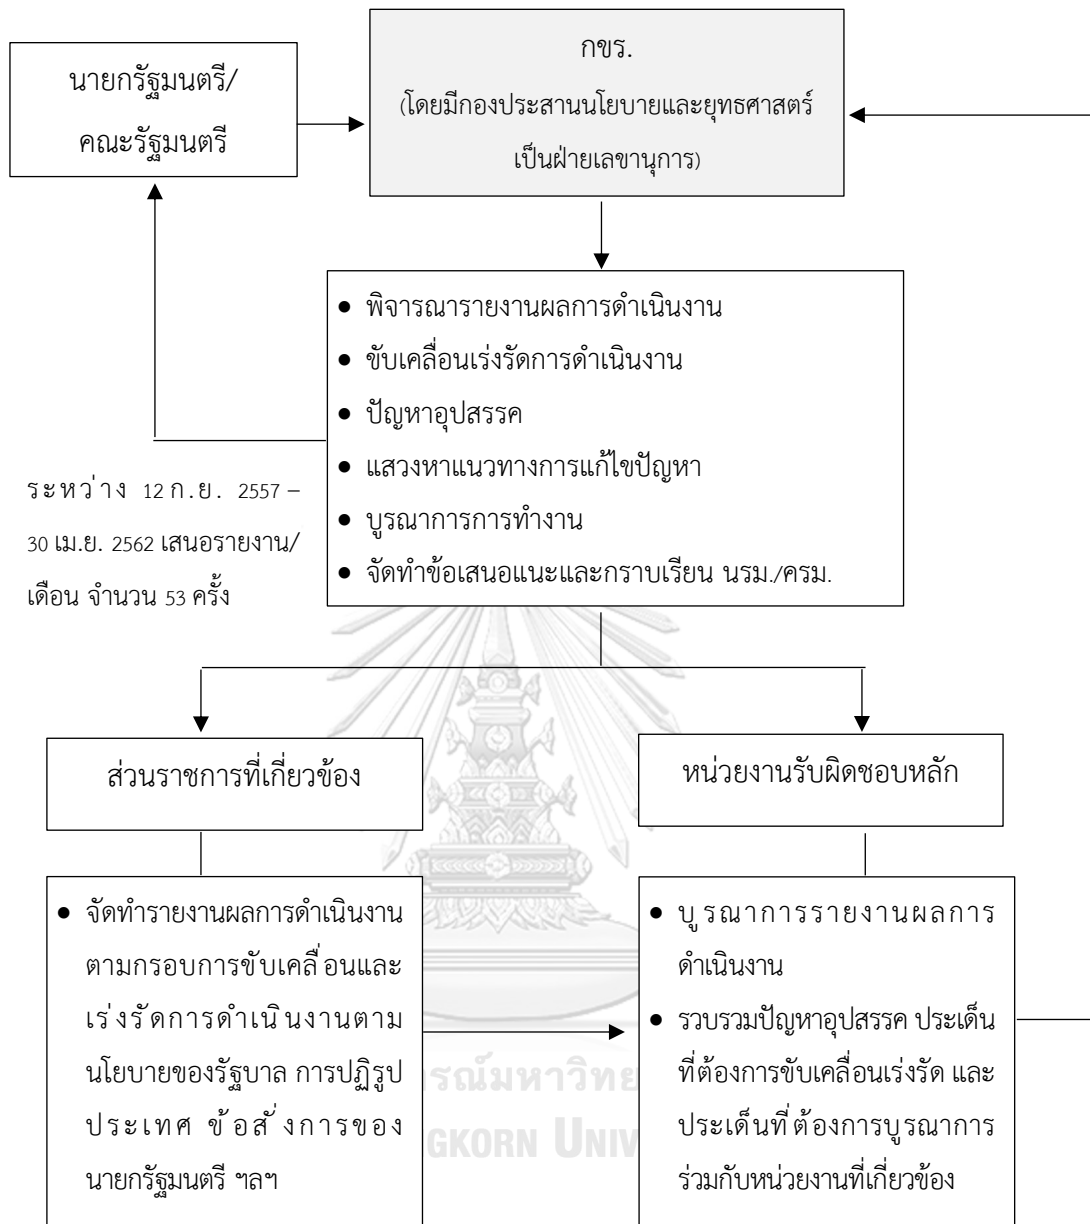 นายกรัฐมนตรี/
คณะรัฐมนตรี
กขร.
(โดยมีกองประสานนโยบายและยุทธศาสตร์
เป็นฝ่ายเลขานุการ)
• พิจารณารายงานผลการดำเนินงาน
• ขับเคลื่อนเร่งรัดการดำเนินงาน
• ปัญหาอุปสรรค
• แสวงหาแนวทางการแก้ไขปัญหา
• บูรณาการการทำงาน
• จัดทำข้อเสนอแนะและกราบเรียน นรม./ครม.
ระหว่าง 12 ก.ย. 2557 –
30 เม.ย. 2562 เสนอรายงาน/
เดือน จำนวน 53 ครั้ง
ส่วนราชการที่เกี่ยวข้อง
หน่วยงานรับผิดชอบหลัก
• จัดทำรายงานผลการดำเนินงาน
ตามกรอบการขับเคลื่อนและ
เร่งรัดการดำเนินงานตาม
นโยบายของรัฐบาล การปฏิรูป
ประเทศ ข้อสั่งการของ
นายกรัฐมนตรี ฯลฯ
• บูรณาการรายงานผลการ
ดำเนินงาน
• รวบรวมปัญหาอุปสรรค ประเด็น
ที่ต้องการขับเคลื่อนเร่งรัด และ
ประเด็นที่ต้องการบูรณาการ
ร่วมกับหน่วยงานที่เกี่ยวข้อง
รณ์มหาวิทย
GKORN UNIV